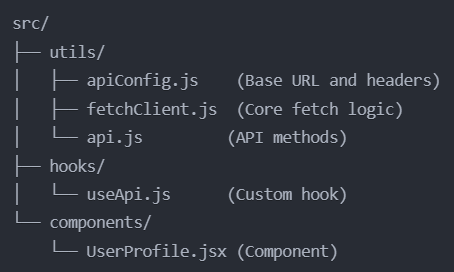 src/
├── utils/
│   ├── apiConfig.js    (Base URL and headers)
│   ├── fetchClient.js  (Core fetch logic)
│   └── api.js         (API methods)
├── hooks/
│   └── useApi.js      (Custom hook)
└── components/
    └── UserProfile.jsx (Component)